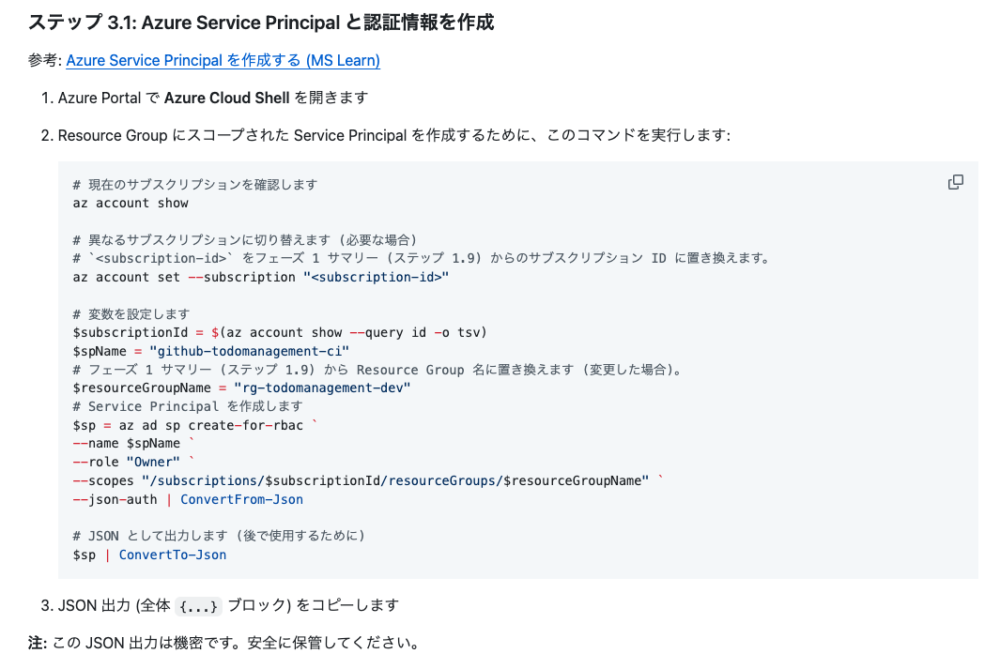 ステップ 3.1: Azure Service Principal と認証情報を作成
参考: Azure Service Principal を作成する (MS Learn)
1. Azure Portal で Azure Cloud Shell を開きます
2. Resource Group にスコープされた Service Principal を作成するために、このコマンドを実行します:
# 現在のサブスクリプションを確認します
az account show
# 異なるサブスクリプションに切り替えます (必要な場合)
# `<subscription-id>` をフェーズ 1 サマリー (ステップ 1.9) からのサブスクリプション ID に置き換えます。
az account set --subscription "<subscription-id>"
# 変数を設定します
$subscriptionId = $(az account show --query id -o tsv)
$spName = "github-todomanagement-ci"
# フェーズ 1 サマリー (ステップ 1.9) から Resource Group 名に置き換えます (変更した場合)。
$resourceGroupName = "rg-todomanagement-dev"
# Service Principal を作成します
$sp = az ad sp create-for-rbac `
--name $spName `
--role "Owner" `
--scopes "/subscriptions/$subscriptionId/resourceGroups/$resourceGroupName" `
--json-auth | ConvertFrom-Json
# JSON として出力します (後で使用するために)
$sp | ConvertTo-Json
3. JSON 出力 (全体 {...} ブロック) をコピーします
注: この JSON 出力は機密です。安全に保管してください。